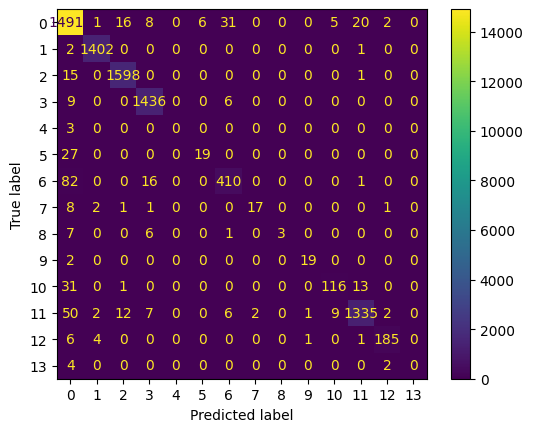 0 1491 1 16 8 0 6 31 0 0 0 5 20 2 0
1 2 1402 0 0 0 0 0 0 0 0 0 1 0 0
2 15 0 1598 0 0 0 0 0 0 0 0 1 0 0
3 9 0 0 1436 0 0 6 0 0 0 0 0 0 0
4 3 0 0 0 0 0 0 0 0 0 0 0 0 0
5 27 0 0 0 0 19 0 0 0 0 0 0 0 0
6 82 0 0 16 0 0 410 0 0 0 0 1 0 0
7 8 2 1 1 0 0 0 17 0 0 0 0 1 0
8 7 0 0 6 0 0 1 0 3 0 0 0 0 0
9 2 0 0 0 0 0 0 0 0 19 0 0 0 0
10 31 0 1 0 0 0 0 0 0 0 116 13 0 0
11 50 2 12 7 0 0 6 2 0 1 9 1335 2 0
12 6 4 0 0 0 0 0 0 0 1 0 1 185 0
13 4 0 0 0 0 0 0 0 0 0 0 0 2 0
0 1 2 3 4 5 6 7 8 9 10 11 12 13
Predicted label
True label
14000
12000
10000
8000
6000
4000
2000
0